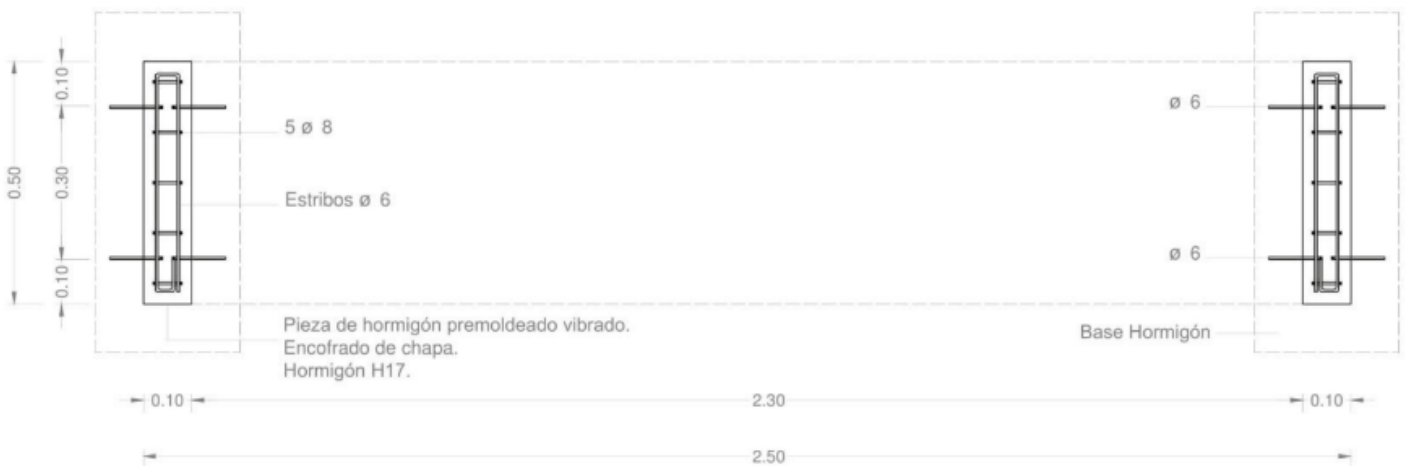 0.50
0.10
0.30
0.10
5 ø 8
Estribos ø 6
Pieza de hormigón premoldeado vibrado.
Encofrado de chapa.
Hormigón H17.
ø 6
ø 6
Base Hormigón
0.10
2.30
0.10
2.50